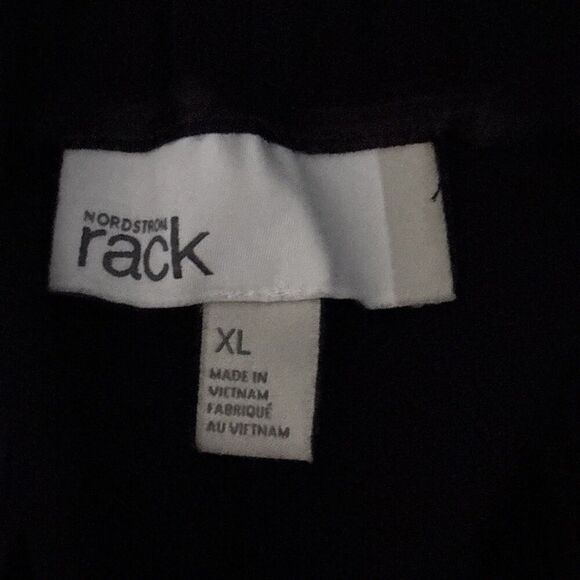 NORDSTROM
rack
XL
MADE IN
VIETNAM
FABRIQUÉ
AU VIETNAM